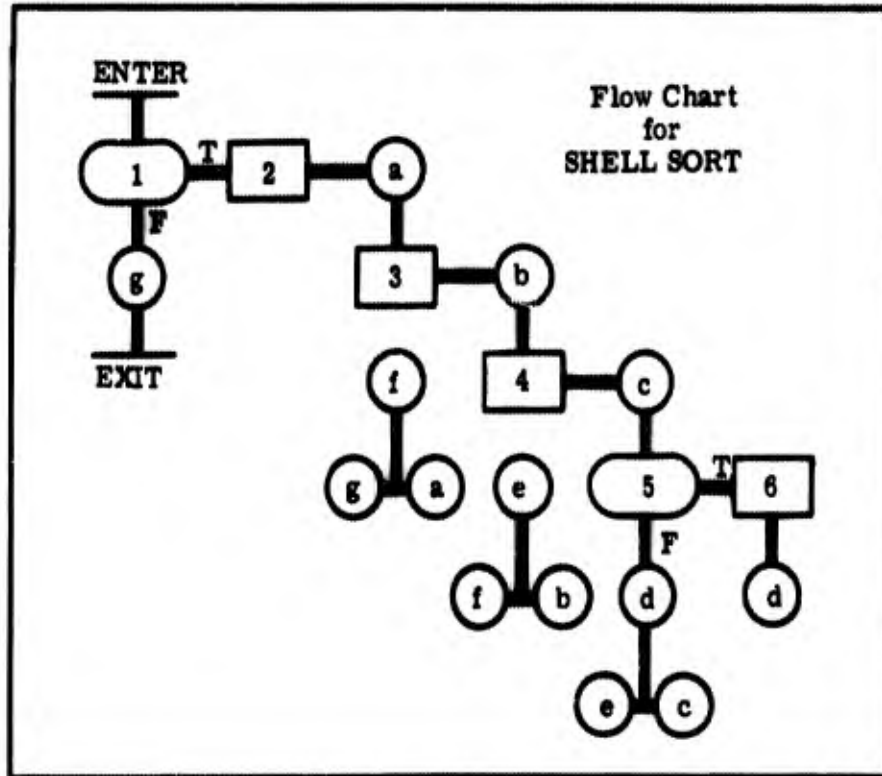 ENTER
Flow Chart
for
SHELL SORT
1 T 2 a
F
g
3 b
EXIT
f
4 c
g a
e
5 T 6
F
f b
d
d
e c